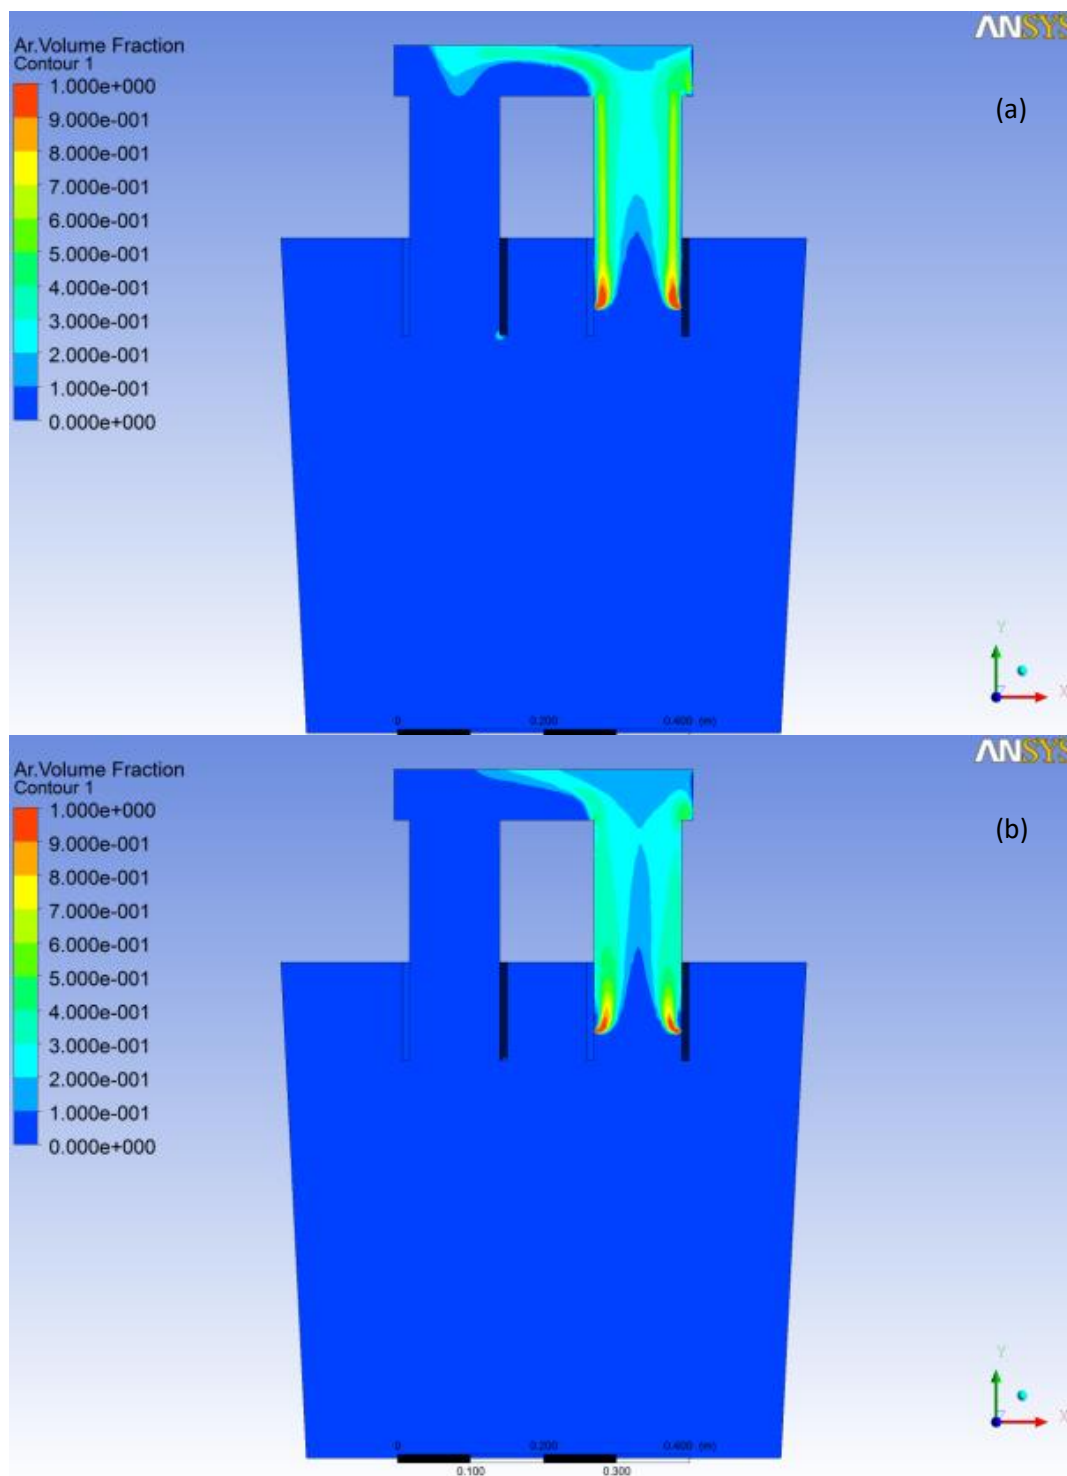 ANSYS
Ar.Volume Fraction
Contour 1
1.000e+000
9.000e-001
8.000e-001
7.000e-001
6.000e-001
5.000e-001
4.000e-001
3.000e-001
2.000e-001
1.000e-001
0.000e+000
(a)
Y
X
Z
0 0.200 0.400 (m)
ANSYS
Ar.Volume Fraction
Contour 1
1.000e+000
9.000e-001
8.000e-001
7.000e-001
6.000e-001
5.000e-001
4.000e-001
3.000e-001
2.000e-001
1.000e-001
0.000e+000
(b)
Y
X
Z
0 0.200 0.400 (m)
0.100 0.300